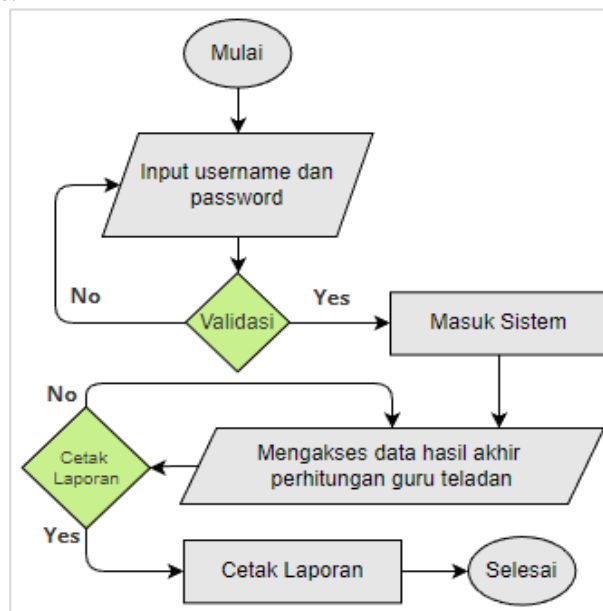 Mulai
Input username dan
password
No
Validasi
Yes
Masuk Sistem
No
Cetak
Laporan
Mengakses data hasil akhir
perhitungan guru teladan
Yes
Cetak Laporan
Selesai